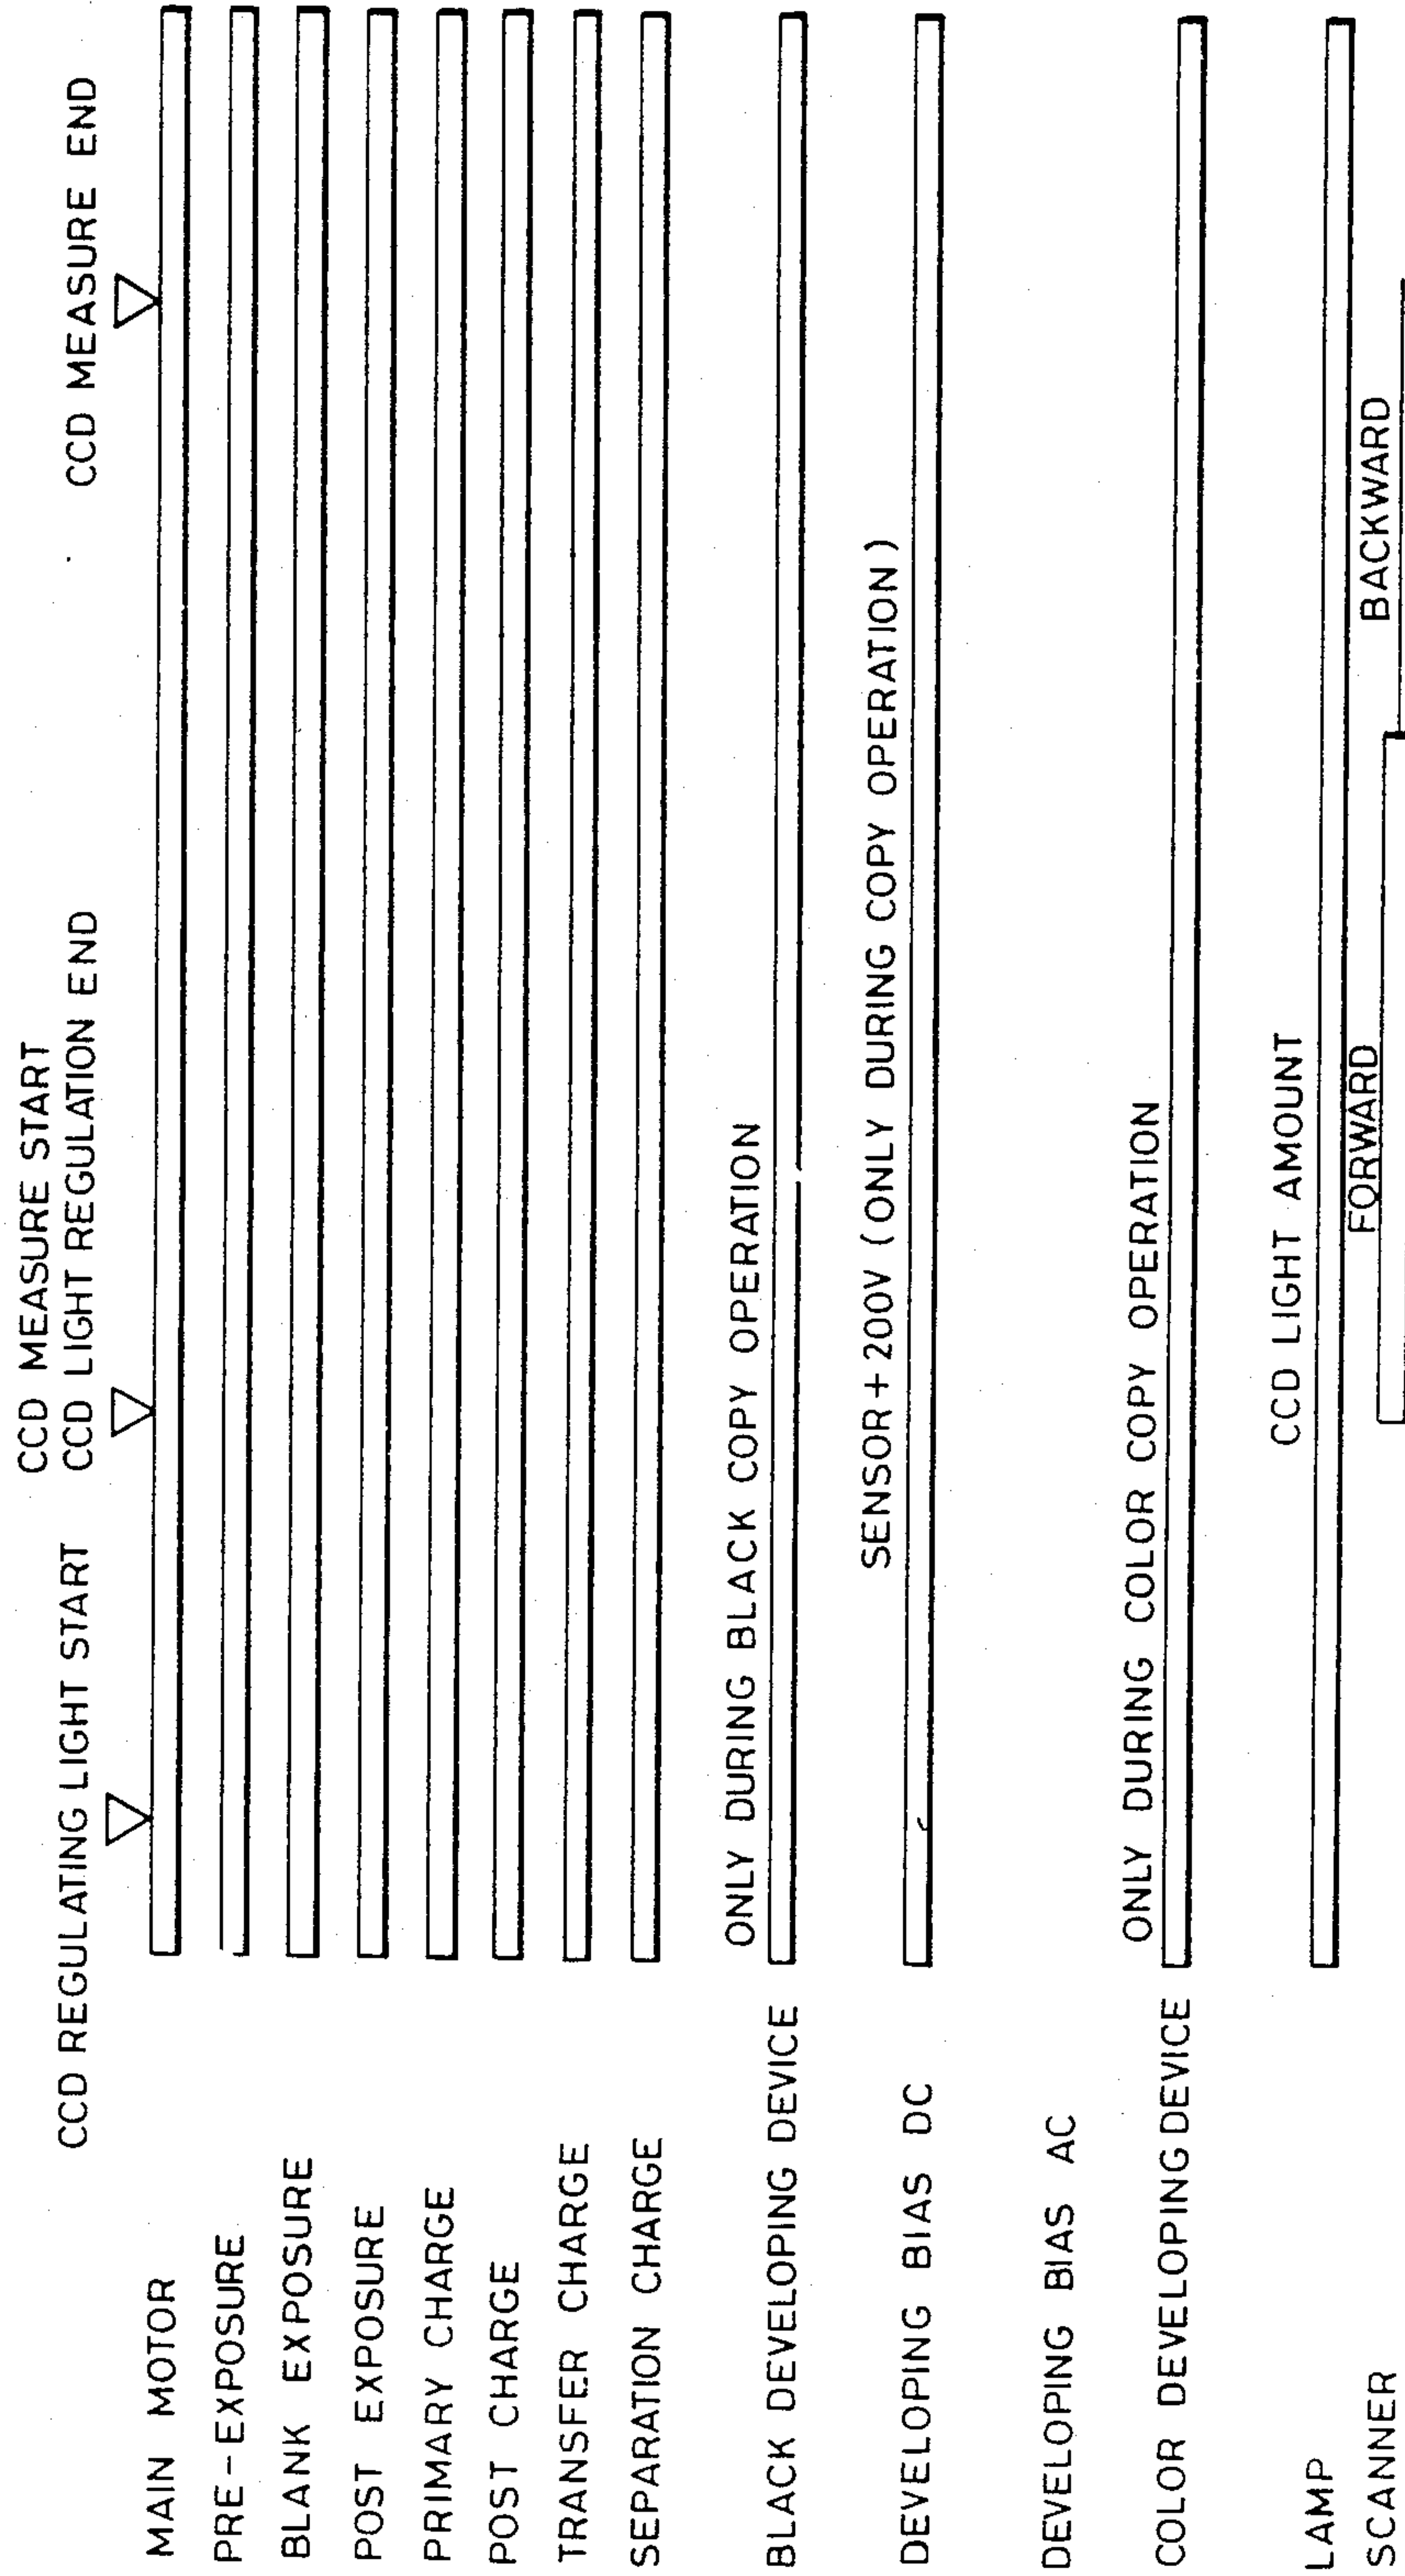 CCD MEASURE START
CCD REGULATING LIGHT START
CCD LIGHT REGULATION END
CCD MEASURE END
MAIN MOTOR
PRE-EXPOSURE
BLANK EXPOSURE
POST EXPOSURE
PRIMARY CHARGE
POST CHARGE
TRANSFER CHARGE
SEPARATION CHARGE
ONLY DURING BLACK COPY OPERATION
BLACK DEVELOPING DEVICE
SENSOR+200V (ONLY DURING COPY OPERATION)
DEVELOPING BIAS DC
DEVELOPING BIAS AC
ONLY DURING COLOR COPY OPERATION
COLOR DEVELOPING DEVICE
CCD LIGHT AMOUNT
LAMP
FORWARD
BACKWARD
SCANNER